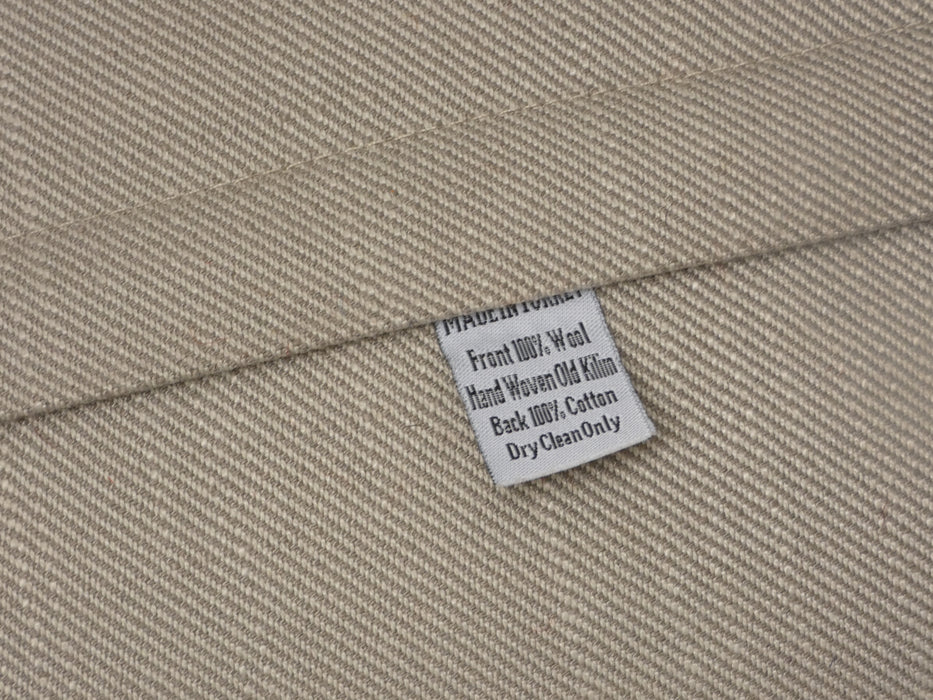 MADE IN TURKEY
Front 100% Wool
Hand Woven Old Kilim
Back 100% Cotton
Dry Clean Only